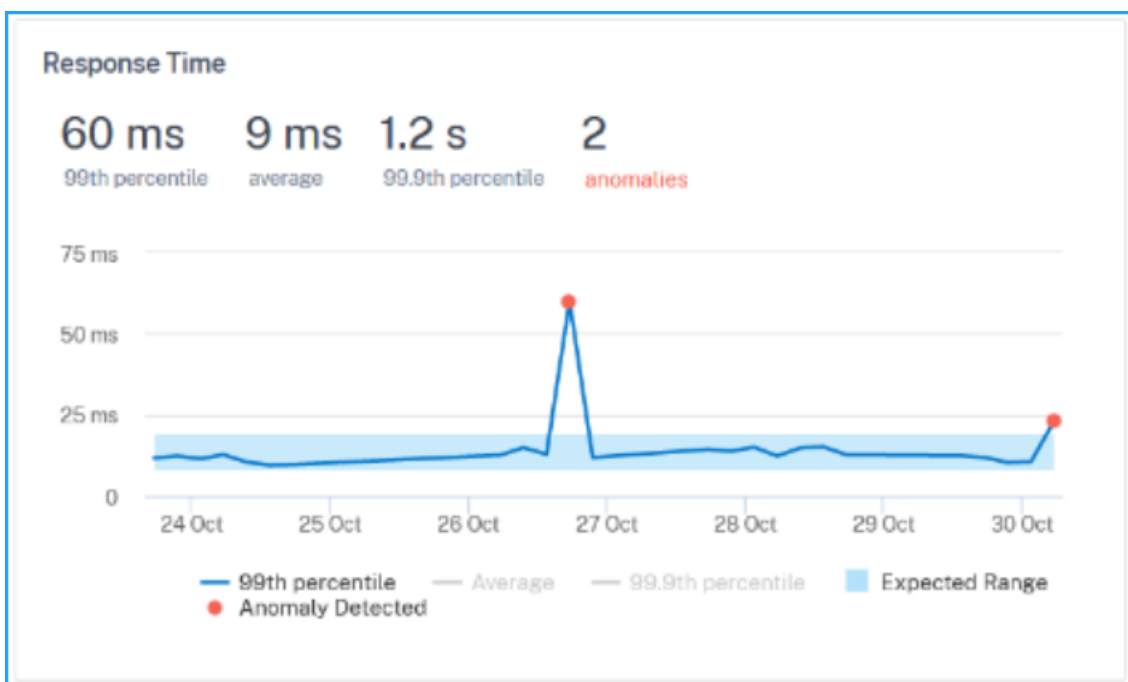 Response Time
60 ms 9 ms 1.2 s 2
99th percentile average 99.9th percentile anomalies
75 ms
50 ms
25 ms
0
24 Oct 25 Oct 26 Oct 27 Oct 28 Oct 29 Oct 30 Oct
99th percentile Average 99.9th percentile Expected Range
Anomaly Detected